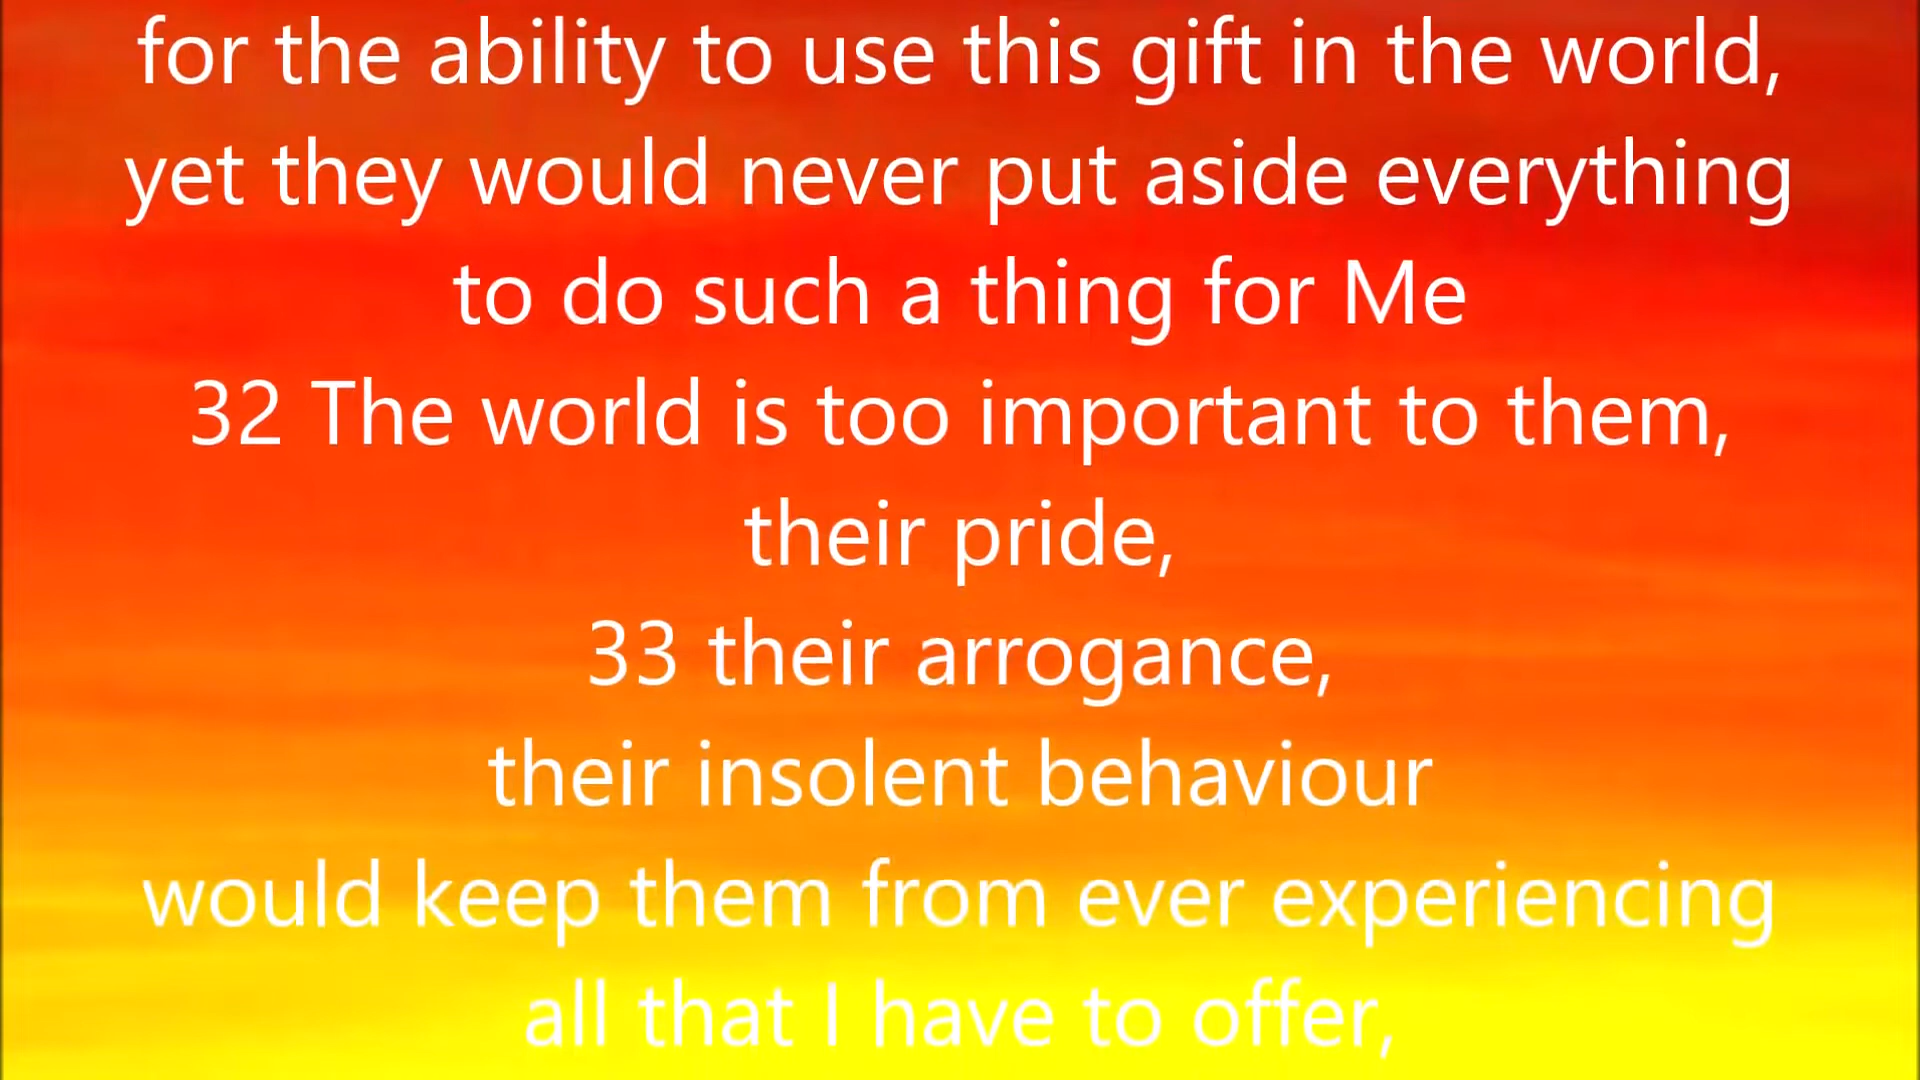 for the ability to use this gift in the world,
yet they would never put aside everything
to do such a thing for Me
32 The world is too important to them,
their pride,
33 their arrogance,
their insolent behaviour
would keep them from ever experiencing
all that I have to offer,